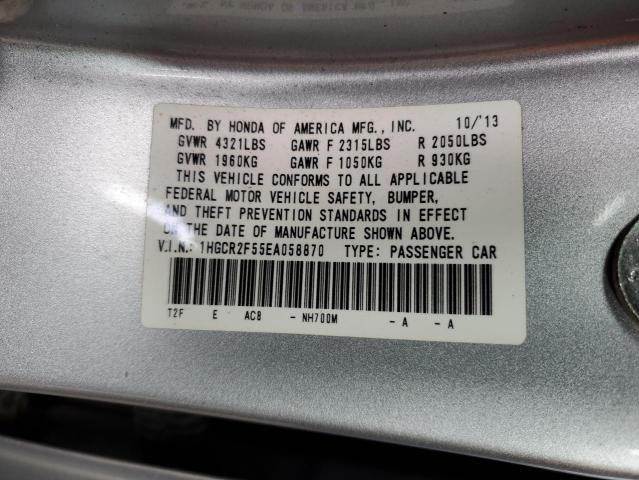 MFD. BY HONDA OF AMERICA MFG., INC. 10/'13
GVWR 4321LBS GAWR F 2315LBS R 2050LBS
GVWR 1960KG GAWR F 1050KG R 930KG
THIS VEHICLE CONFORMS TO ALL APPLICABLE
FEDERAL MOTOR VEHICLE SAFETY, BUMPER,
AND THEFT PREVENTION STANDARDS IN EFFECT
ON THE DATE OF MANUFACTURE SHOWN ABOVE.
V.I.N.: 1HGCR2F55EA058870 TYPE: PASSENGER CAR
T2F E AC8 - NH700M - A - A